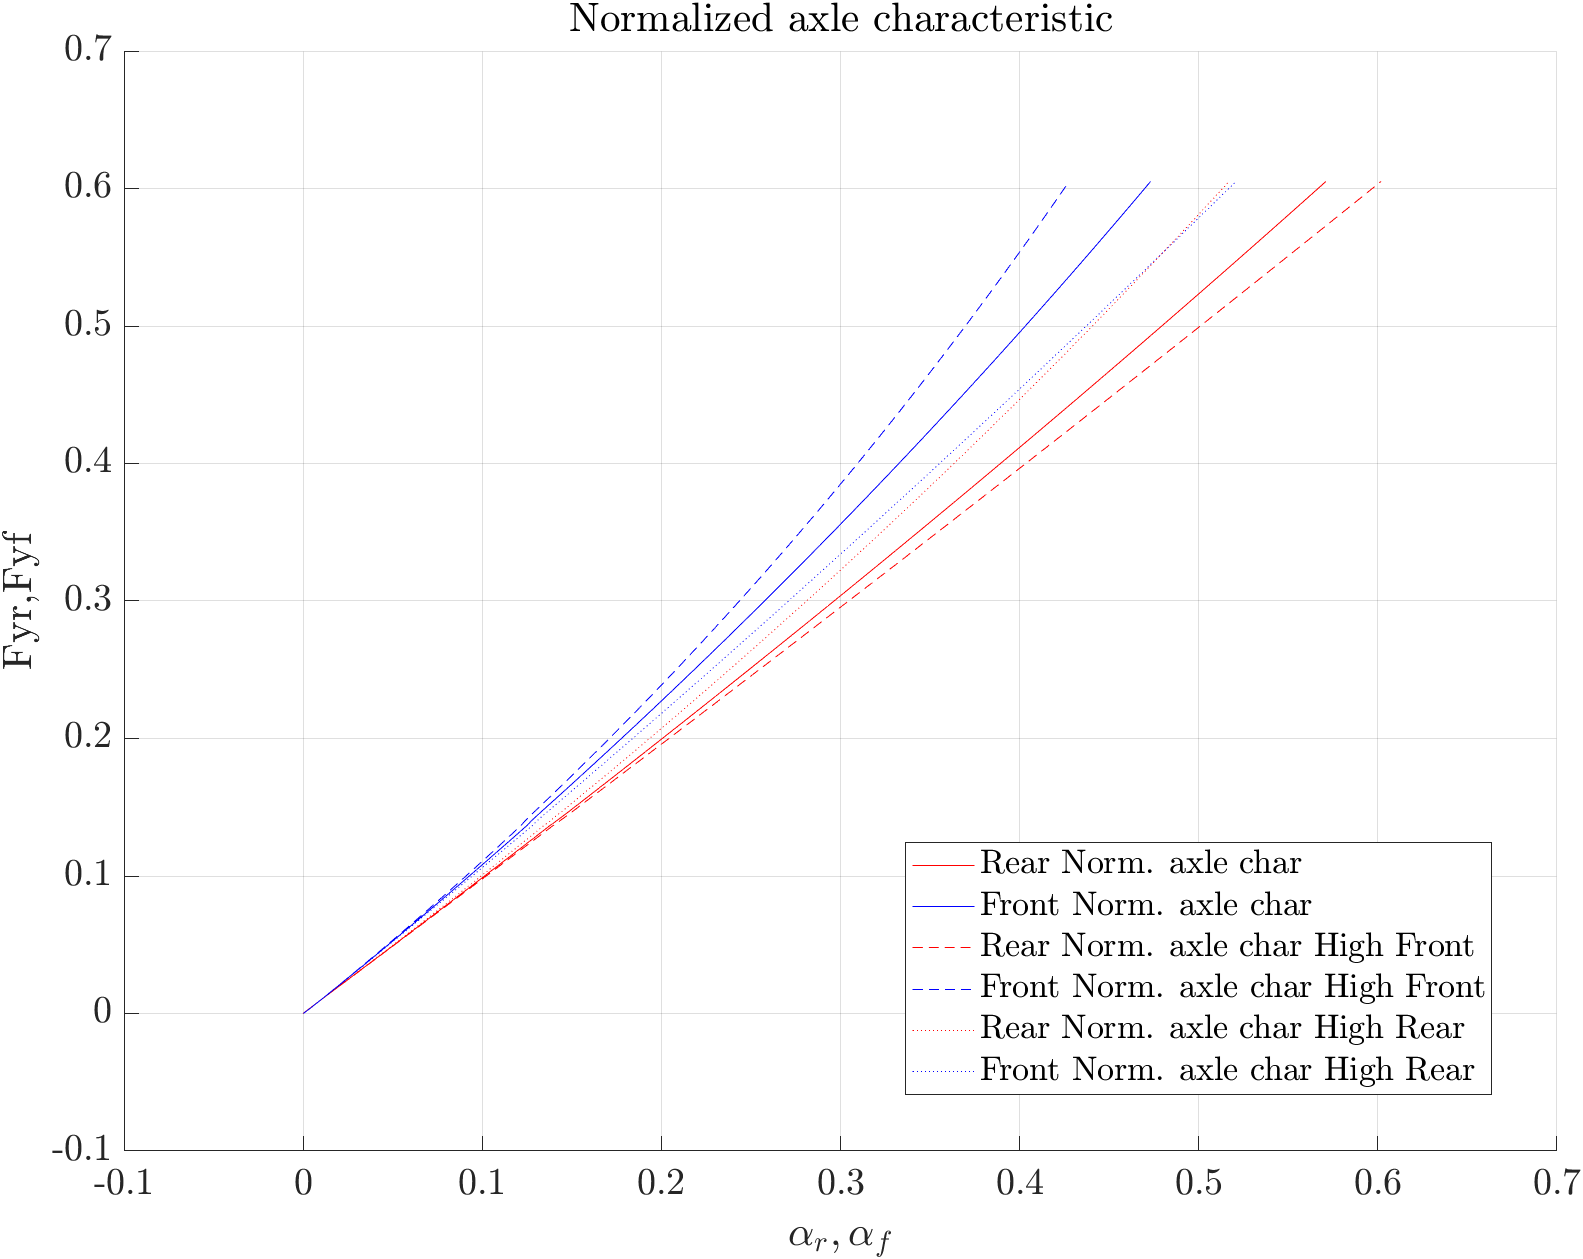 Normalized axle characteristic
0.7
0.6
0.5
0.4
0.3
0.2
0.1
0
-0.1
Fyr,Fyf
Rear Norm. axle char
Front Norm. axle char
Rear Norm. axle char High Front
Front Norm. axle char High Front
Rear Norm. axle char High Rear
Front Norm. axle char High Rear
-0.1 0 0.1 0.2 0.3 0.4 0.5 0.6 0.7
α_r, α_f